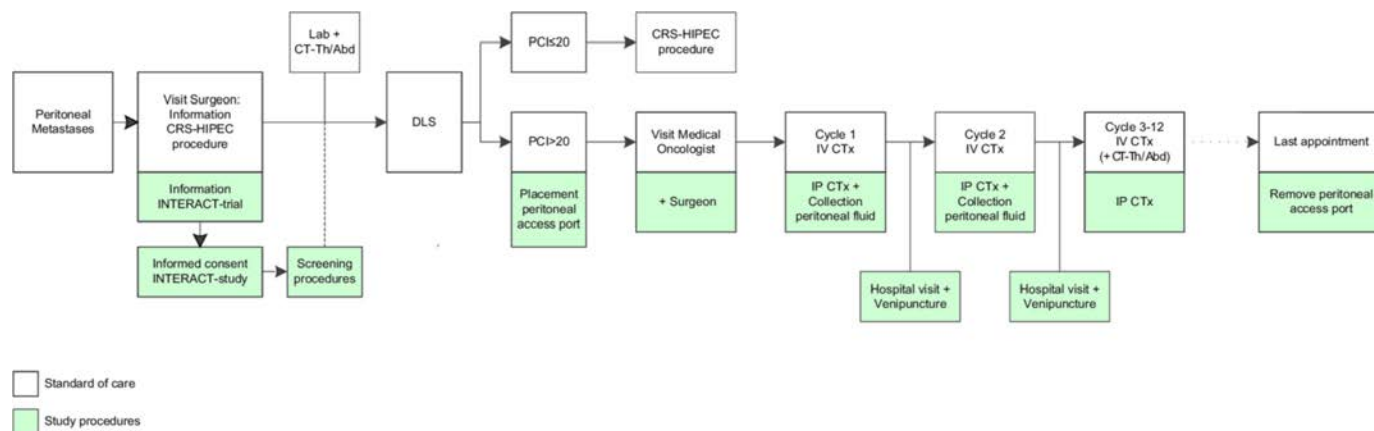 Peritoneal
Metastases
Visit Surgeon:
Information
CRS-HIPEC
procedure
Information
INTERACT-trial
Informed consent
INTERACT-study
Screening
procedures
Lab +
CT-Th/Abd
DLS
PCI≤20
CRS-HIPEC
procedure
PCI>20
Placement
peritoneal
access port
Visit Medical
Oncologist
+ Surgeon
Cycle 1
IV CTx
IP CTx +
Collection
peritoneal fluid
Hospital visit +
Venipuncture
Cycle 2
IV CTx
IP CTx +
Collection
peritoneal fluid
Hospital visit +
Venipuncture
Cycle 3-12
IV CTx
(+CT-Th/Abd)
IP CTx
Last appointment
Remove peritoneal
access port
Standard of care
Study procedures